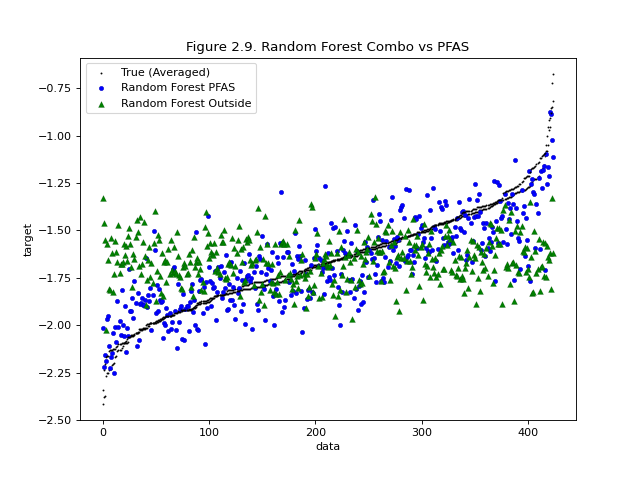 Figure 2.9. Random Forest Combo vs PFAS
True (Averaged)
Random Forest PFAS
Random Forest Outside
−0.75
−1.00
−1.25
−1.50
−1.75
−2.00
−2.25
−2.50
target
0 100 200 300 400
data